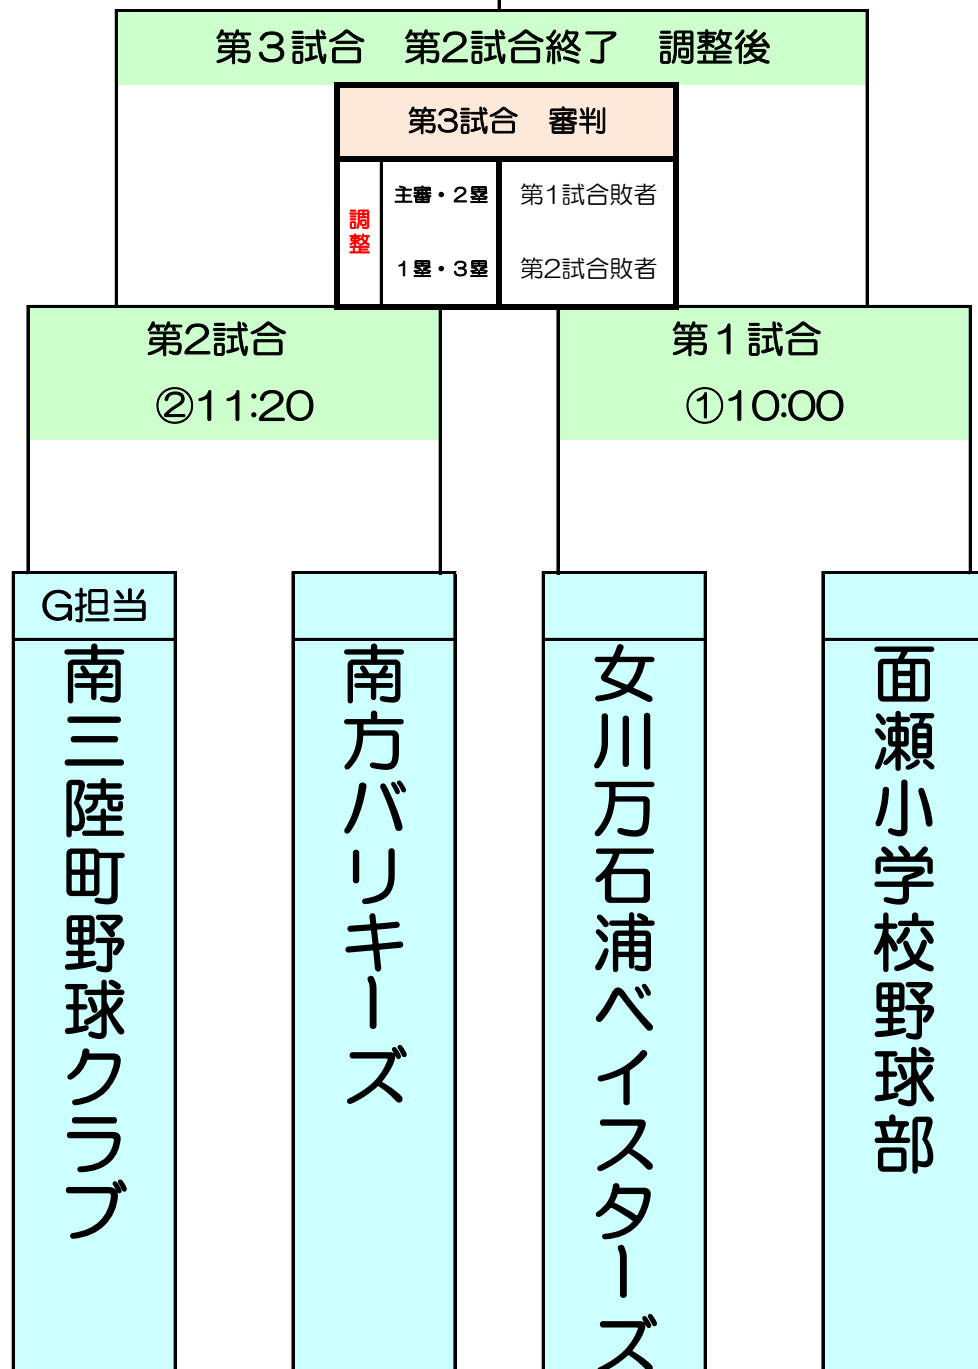 第３試合　第2試合終了　調整後
第3試合　審判
調整
主審・２塁
第1試合敗者
１塁・３塁
第2試合敗者
第2試合
②11:20
第１試合
①10:00
G担当
南三陸町野球クラブ
南方バリキーズ
女川万石浦ベイスターズ
面瀬小学校野球部